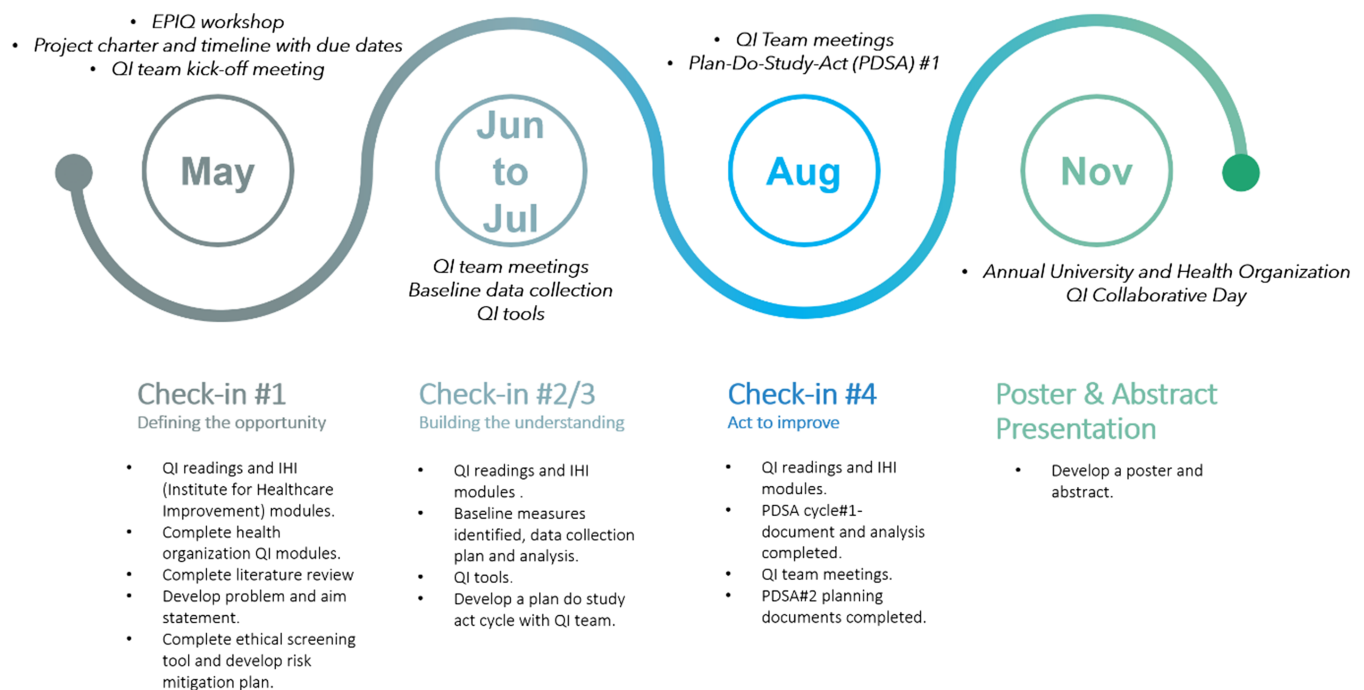 • EPIQ workshop
• Project charter and timeline with due dates
• QI team kick-off meeting
• QI Team meetings
• Plan-Do-Study-Act (PDSA) #1
May
Jun
to
Jul
Aug
Nov
QI team meetings
Baseline data collection
QI tools
• Annual University and Health Organization
QI Collaborative Day
Check-in #1
Defining the opportunity
• QI readings and IHI
(Institute for Healthcare
Improvement) modules.
• Complete health
organization QI modules.
• Complete literature review
• Develop problem and aim
statement.
• Complete ethical screening
tool and develop risk
mitigation plan.
Check-in #2/3
Building the understanding
• QI readings and IHI
modules .
• Baseline measures
identified, data collection
plan and analysis.
• QI tools.
• Develop a plan do study
act cycle with QI team.
Check-in #4
Act to improve
• QI readings and IHI
modules.
• PDSA cycle#1-
document and analysis
completed.
• QI team meetings.
• PDSA#2 planning
documents completed.
Poster & Abstract
Presentation
• Develop a poster and
abstract.